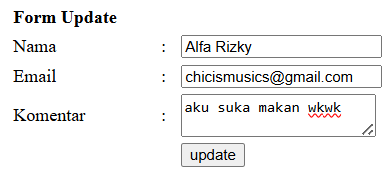 Form Update
Nama : Alfa Rizky
Email : chicismusics@gmail.com
Komentar : aku suka makan wkwk
update